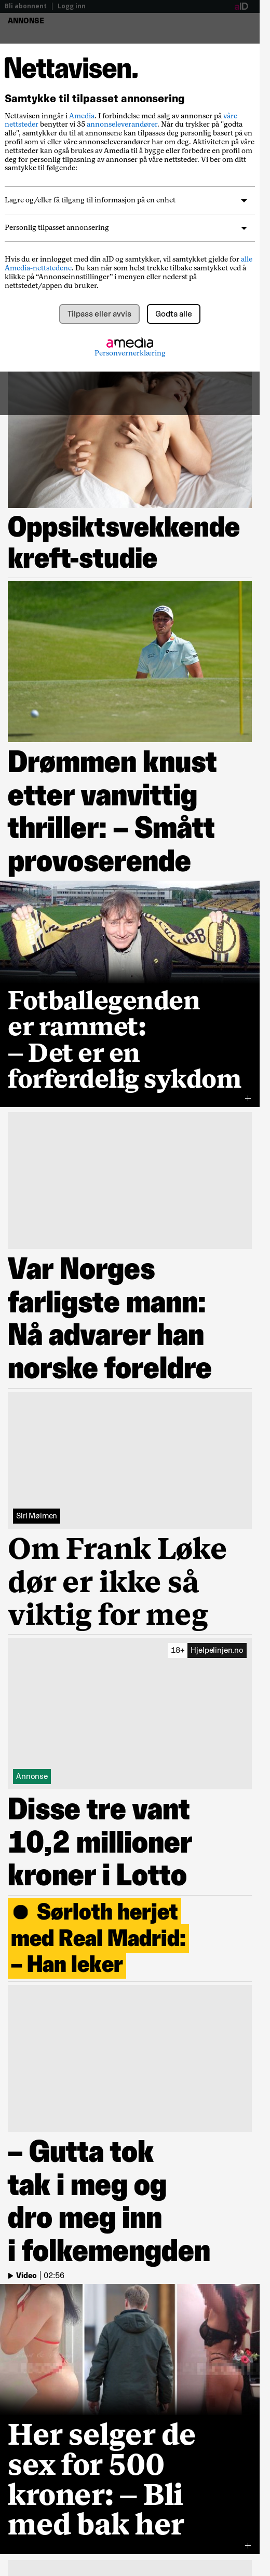 Bli abonnent | Logg inn
aID
ANNONSE
Nettavisen.
Samtykke til tilpasset annonsering
Nettavisen inngår i Amedia. I forbindelse med salg av annonser på våre
nettsteder benytter vi 35 annonseleverandører. Når du trykker på "godta
alle", samtykker du til at annonser kan tilpasses deg personlig basert på en
profil som vi eller våre annonseleverandører har om deg. Aktiviteten på våre
nettsteder kan også brukes av Amedia til å bygge eller forbedre en profil om
deg for personlig tilpasning av annonser på våre nettsteder. Vi ber om ditt
samtykke til følgende:
Lagre og/eller få tilgang til informasjon på en enhet
Personlig tilpasset annonsering
Hvis du er innlogget med din aID og samtykker, vil samtykket gjelde for alle
Amedia-nettstedene. Du kan når som helst trekke tilbake samtykket ved å
klikke på "Annonseinnstillinger" i menyen eller nederst på
nettstedet/appen du bruker.
Tilpass eller avvis
Godta alle
amedia
Personvernerklæring
Oppsiktsvekkende
kreft-studie
Drømmen knust
etter vanvittig
thriller: – Smått
provoserende
Fotballegenden
er rammet:
– Det er en
forferdelig sykdom
Var Norges
farligste mann:
Nå advarer han
norske foreldre
Siri Mølmen
Om Frank Løke
dør er ikke så
viktig for meg
18+ Hjelpelinjen.no
Annonse
Disse tre vant
10,2 millioner
kroner i Lotto
Sørloth herjet
med Real Madrid:
– Han leker
– Gutta tok
tak i meg og
dro meg inn
i folkemengden
Video | 02:56
Her selger de
sex for 500
kroner: – Bli
med bak her